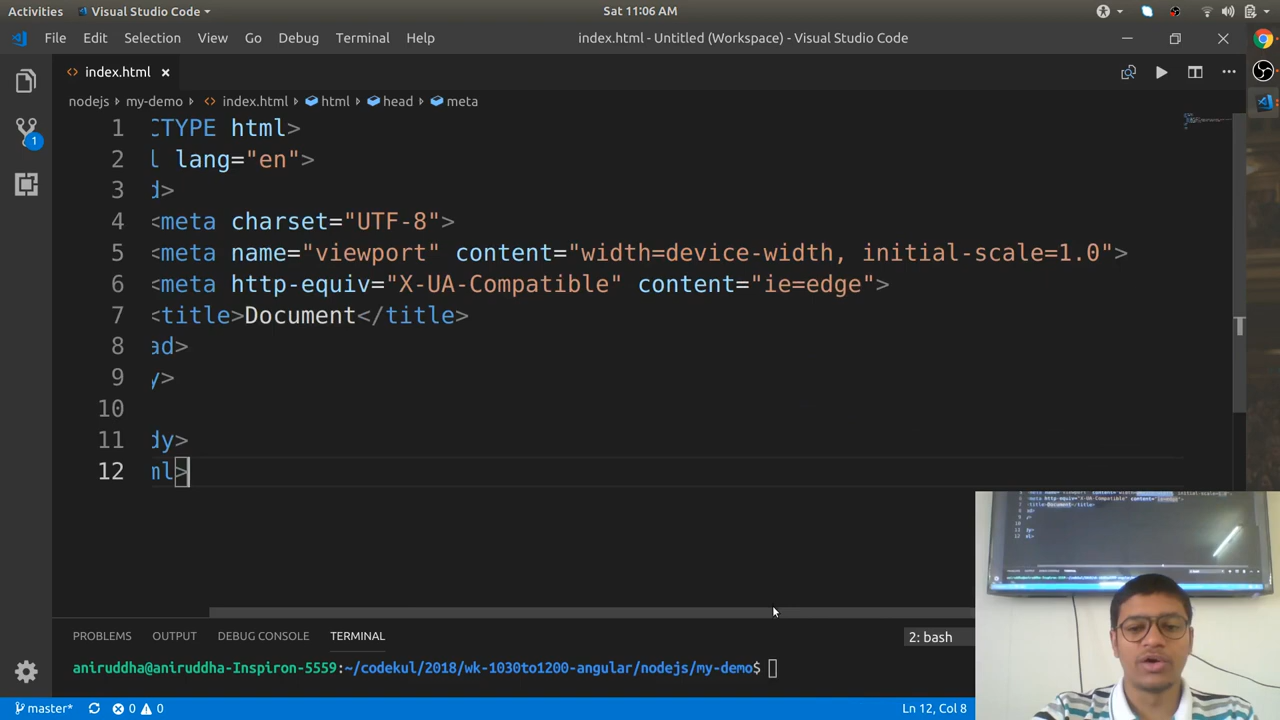 Activities Visual Studio Code Sat 11:06 AM
File Edit Selection View Go Debug Terminal Help index.html - Untitled (Workspace) - Visual Studio Code
index.html
nodejs › my-demo › index.html › html › head › meta
1 CTYPE html>
2 l lang="en">
3 d>
4 <meta charset="UTF-8">
5 <meta name="viewport" content="width=device-width, initial-scale=1.0">
6 <meta http-equiv="X-UA-Compatible" content="ie=edge">
7 <title>Document</title>
8 ad>
9 y>
10
11 dy>
12 ml>
1
PROBLEMS OUTPUT DEBUG CONSOLE TERMINAL 2: bash
aniruddha@aniruddha-Inspiron-5559:~/codekul/2018/wk-1030to1200-angular/nodejs/my-demo$
master* 0 0 Ln 12, Col 8